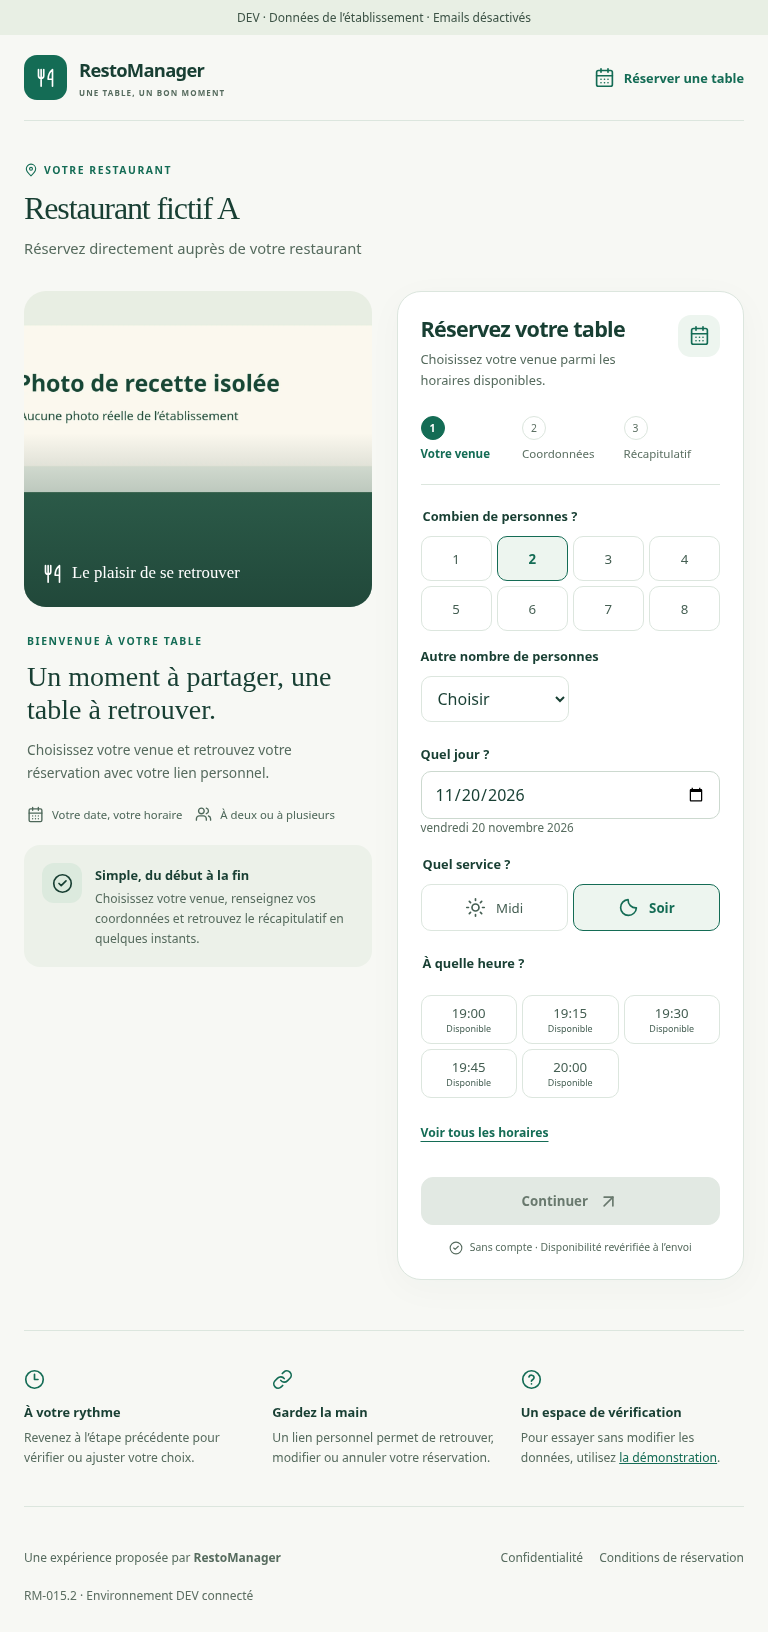 DEV · Données de l’établissement · Emails désactivés
RestoManager
UNE TABLE, UN BON MOMENT
Réserver une table
VOTRE RESTAURANT
Restaurant fictif A
Réservez directement auprès de votre restaurant
Photo de recette isolée
Aucune photo réelle de l’établissement
Le plaisir de se retrouver
BIENVENUE À VOTRE TABLE
Un moment à partager, une
table à retrouver.
Choisissez votre venue et retrouvez votre
réservation avec votre lien personnel.
Votre date, votre horaire
À deux ou à plusieurs
Simple, du début à la fin
Choisissez votre venue, renseignez vos
coordonnées et retrouvez le récapitulatif en
quelques instants.
Réservez votre table
Choisissez votre venue parmi les
horaires disponibles.
1
Votre venue
2
Coordonnées
3
Récapitulatif
Combien de personnes ?
1 2 3 4
5 6 7 8
Autre nombre de personnes
Choisir
Quel jour ?
11/20/2026
vendredi 20 novembre 2026
Quel service ?
Midi
Soir
À quelle heure ?
19:00
Disponible
19:15
Disponible
19:30
Disponible
19:45
Disponible
20:00
Disponible
Voir tous les horaires
Continuer
Sans compte · Disponibilité revérifiée à l’envoi
À votre rythme
Revenez à l’étape précédente pour
vérifier ou ajuster votre choix.
Gardez la main
Un lien personnel permet de retrouver,
modifier ou annuler votre réservation.
Un espace de vérification
Pour essayer sans modifier les
données, utilisez la démonstration.
Une expérience proposée par RestoManager
Confidentialité
Conditions de réservation
RM-015.2 · Environnement DEV connecté